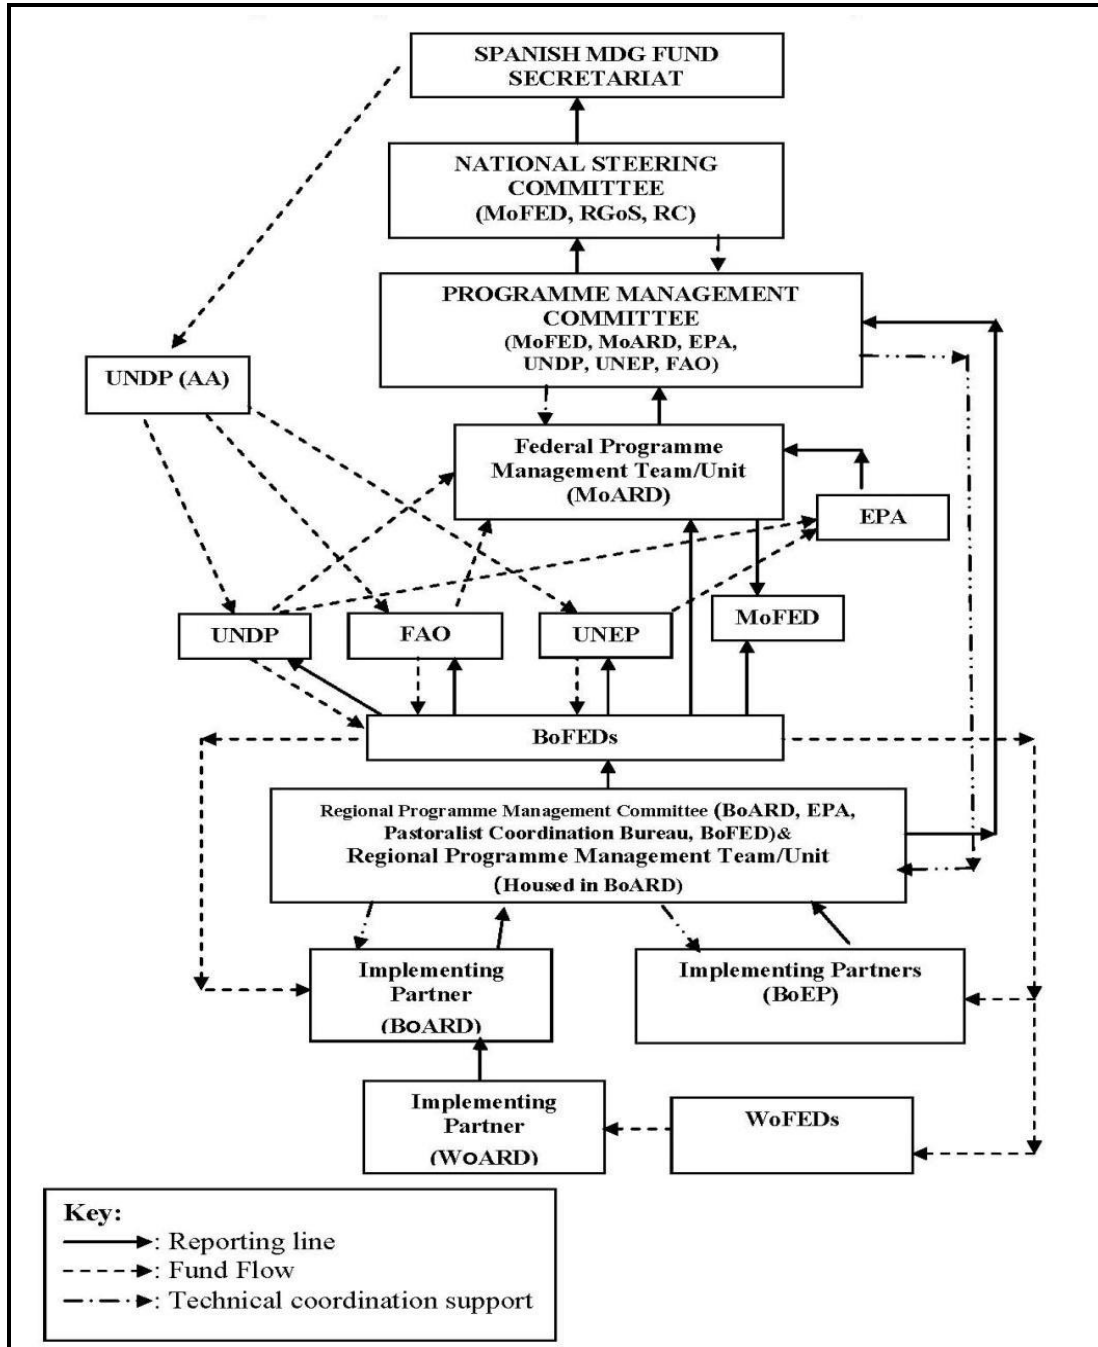 SPANISH MDG FUND
SECRETARIAT
NATIONAL STEERING
COMMITTEE
(MoFED, RGoS, RC)
PROGRAMME MANAGEMENT
COMMITTEE
(MoFED, MoARD, EPA,
UNDP, UNEP, FAO)
UNDP (AA)
Federal Programme
Management Team/Unit
(MoARD)
EPA
UNDP
FAO
UNEP
MoFED
BoFEDs
Regional Programme Management Committee (BoARD, EPA,
Pastoralist Coordination Bureau, BoFED)&
Regional Programme Management Team/Unit
(Housed in BoARD)
Implementing
Partner
(BoARD)
Implementing Partners
(BoEP)
Implementing
Partner
(WoARD)
WoFEDs
Key:
: Reporting line
: Fund Flow
: Technical coordination support